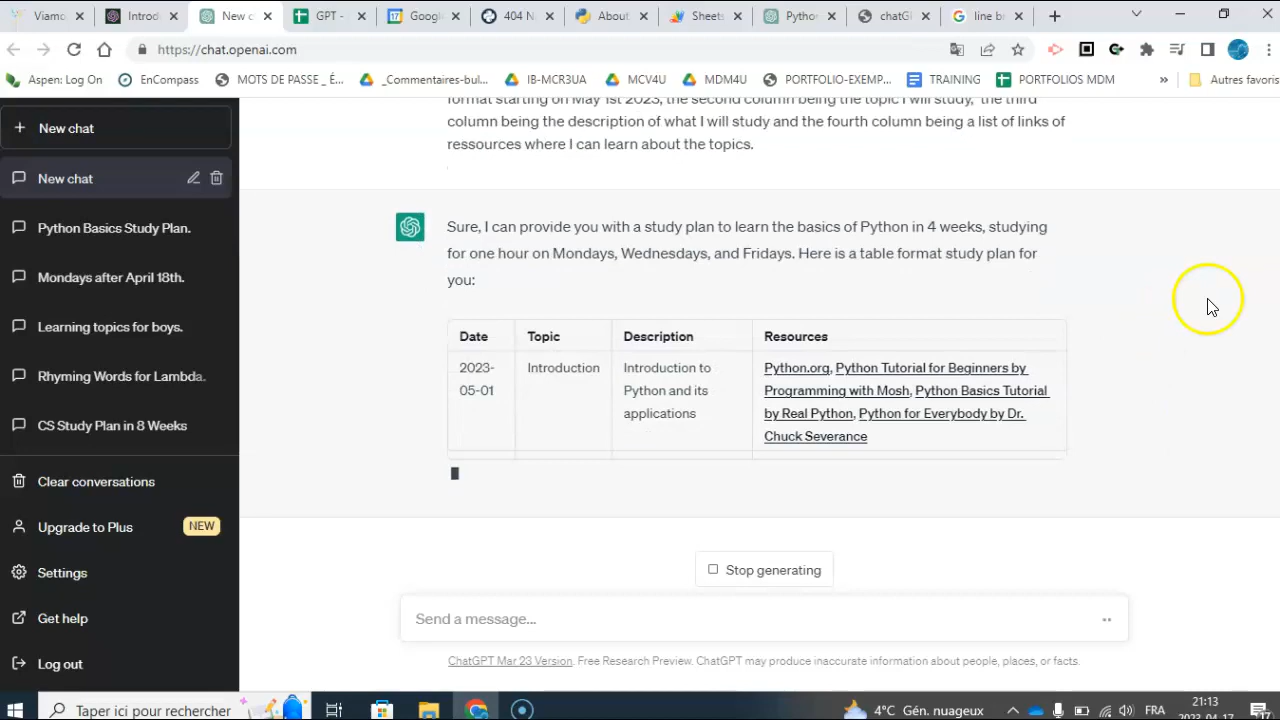 Viamo
Introd
New c
GPT -
Google
404 N
About
Sheets
Python
chatG
line b
https://chat.openai.com
Aspen: Log On
EnCompass
MOTS DE PASSE _É...
_Commentaires-bul...
IB-MCR3UA
MCV4U
MDM4U
PORTFOLIO-EXEMP...
TRAINING
PORTFOLIOS MDM
»
Autres favoris
New chat
New chat
Python Basics Study Plan.
Mondays after April 18th.
Learning topics for boys.
Rhyming Words for Lambda.
CS Study Plan in 8 Weeks
Clear conversations
Upgrade to Plus NEW
Settings
Get help
Log out
format starting on May 1st 2023, the second column being the topic I will study, the third
column being the description of what I will study and the fourth column being a list of links of
ressources where I can learn about the topics.
Sure, I can provide you with a study plan to learn the basics of Python in 4 weeks, studying
for one hour on Mondays, Wednesdays, and Fridays. Here is a table format study plan for
you:
Date Topic Description Resources
2023- Introduction Introduction to Python.org, Python Tutorial for Beginners by
05-01 Python and its Programming with Mosh, Python Basics Tutorial
applications by Real Python, Python for Everybody by Dr.
Chuck Severance
Stop generating
Send a message...
ChatGPT Mar 23 Version. Free Research Preview. ChatGPT may produce inaccurate information about people, places, or facts.
Taper ici pour rechercher
4°C Gén. nuageux
FRA
21:13
2023-04-17